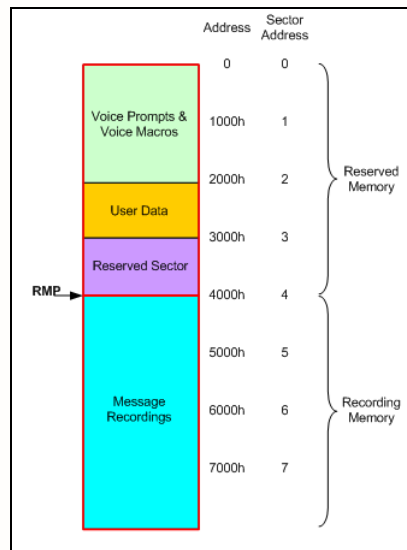 Address Sector Address
0 0
Voice Prompts & Voice Macros
1000h 1
2000h 2
Reserved Memory
User Data
3000h 3
Reserved Sector
RMP
4000h 4
5000h 5
Message Recordings
6000h 6
Recording Memory
7000h 7